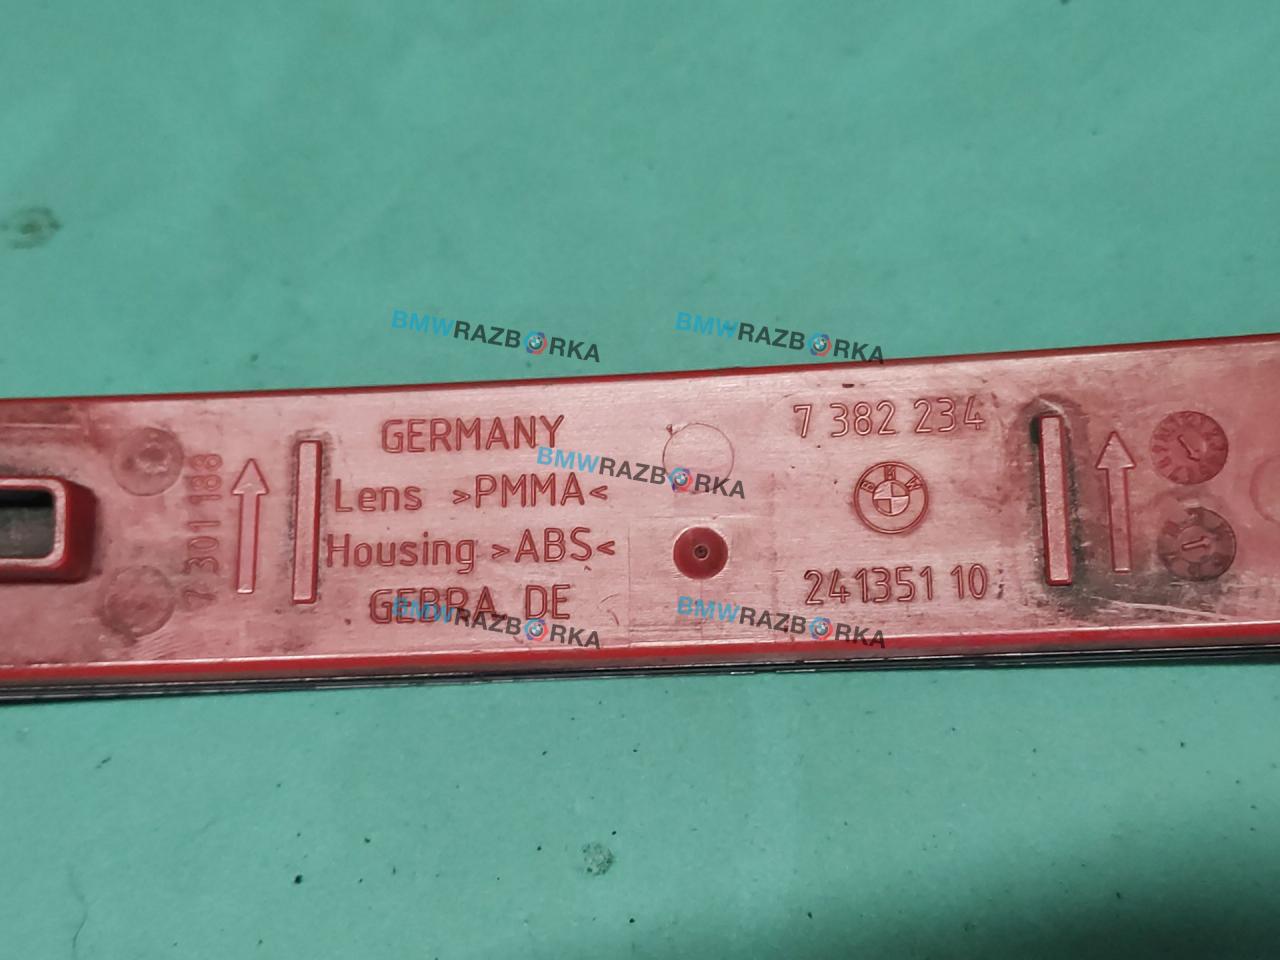 BMWRAZBORKA
BMWRAZBORKA
GERMANY
7 382 234
BMWRAZBORKA
7 301 188
Lens >PMMA<
BMW
Housing >ABS<
241351 10
GEBRA DE
BMWRAZBORKA
BMWRAZBORKA